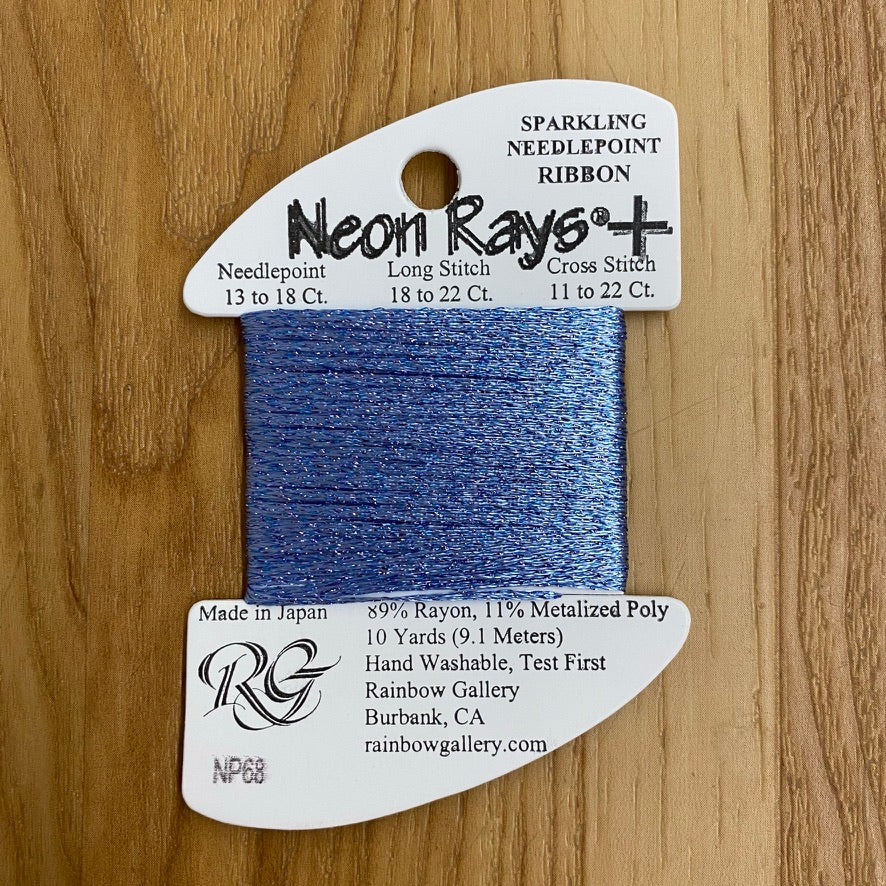 SPARKLING
NEEDLEPOINT
RIBBON
Neon Rays®+
Needlepoint Long Stitch Cross Stitch
13 to 18 Ct. 18 to 22 Ct. 11 to 22 Ct.
Made in Japan 89% Rayon, 11% Metalized Poly
10 Yards (9.1 Meters)
Hand Washable, Test First
Rainbow Gallery
Burbank, CA
rainbowgallery.com
RG
NP68